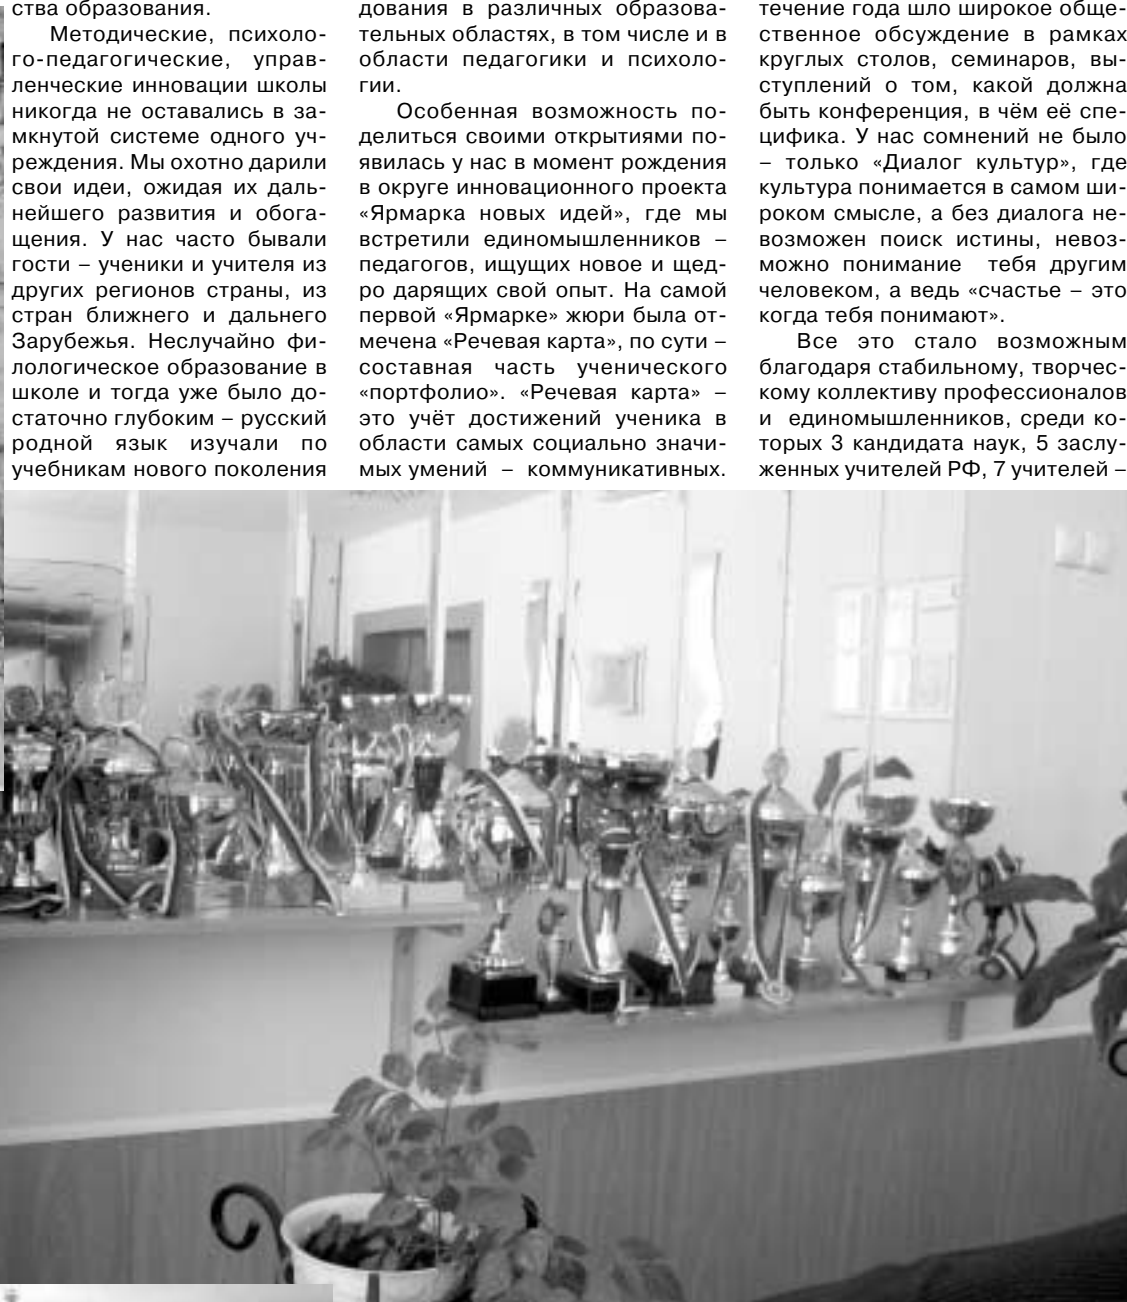 ства образования.
Методические, психоло-
го-педагогические, управ-
ленческие инновации школы
никогда не оставались в за-
мкнутой системе одного уч-
реждения. Мы охотно дарили
свои идеи, ожидая их даль-
нейшего развития и обога-
щения. У нас часто бывали
гости – ученики и учителя из
других регионов страны, из
стран ближнего и дальнего
Зарубежья. Неслучайно фи-
лологическое образование в
школе и тогда уже было до-
статочно глубоким – русский
родной язык изучали по
учебникам нового поколения
дования в различных образова-
тельных областях, в том числе и в
области педагогики и психоло-
гии.
Особенная возможность по-
делиться своими открытиями по-
явилась у нас в момент рождения
в округе инновационного проекта
«Ярмарка новых идей», где мы
встретили единомышленников –
педагогов, ищущих новое и щед-
ро дарящих свой опыт. На самой
первой «Ярмарке» жюри была от-
мечена «Речевая карта», по сути –
составная часть ученического
«портфолио». «Речевая карта» –
это учёт достижений ученика в
области самых социально значи-
мых умений – коммуникативных.
течение года шло широкое обще-
ственное обсуждение в рамках
круглых столов, семинаров, вы-
ступлений о том, какой должна
быть конференция, в чём её спе-
цифика. У нас сомнений не было
– только «Диалог культур», где
культура понимается в самом ши-
роком смысле, а без диалога не-
возможен поиск истины, невоз-
можно понимание тебя другим
человеком, а ведь «счастье – это
когда тебя понимают».
Все это стало возможным
благодаря стабильному, творчес-
кому коллективу профессионалов
и единомышленников, среди ко-
торых 3 кандидата наук, 5 заслу-
женных учителей РФ, 7 учителей –